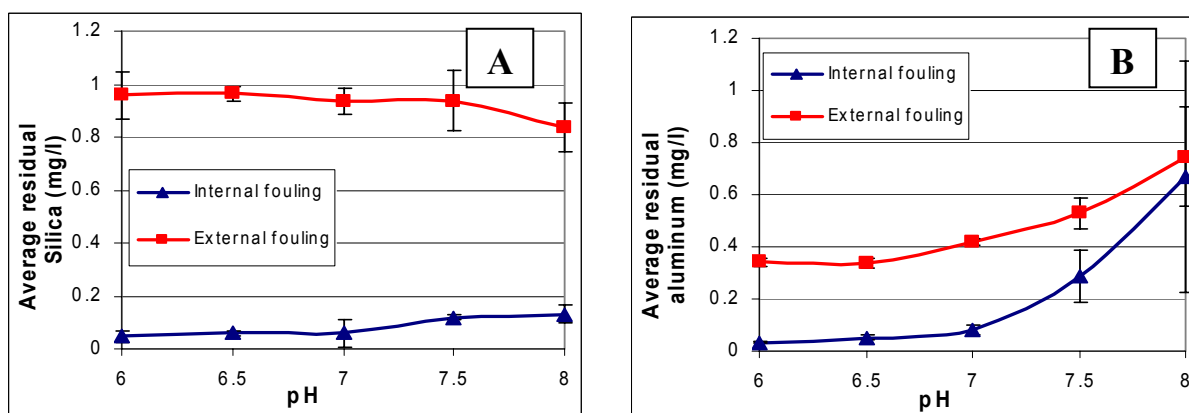 A
1.2
1
0.8
0.6
0.4
0.2
0
Average residual
Silica (mg/l)
Internal fouling
External fouling
6
6.5
7
7.5
8
pH
B
1.2
1
0.8
0.6
0.4
0.2
0
Average residual
aluminum (mg/l)
Internal fouling
External fouling
6
6.5
7
7.5
8
pH